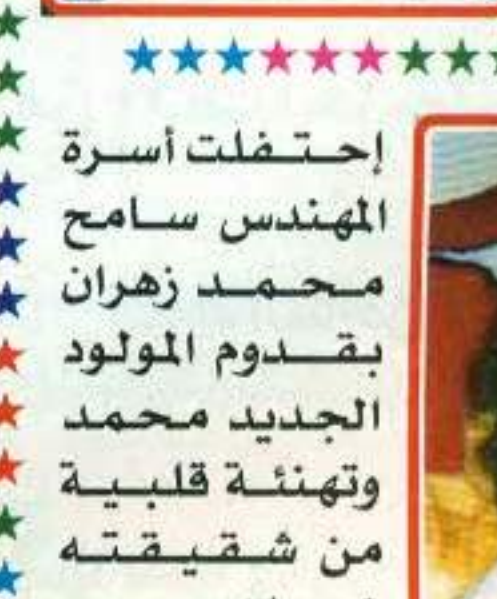 إحتفلت أسرة
المهندس سامح
محمد زهران
بقدوم المولود
الجديد محمد
وتهنئة قلبية
من شقيقته